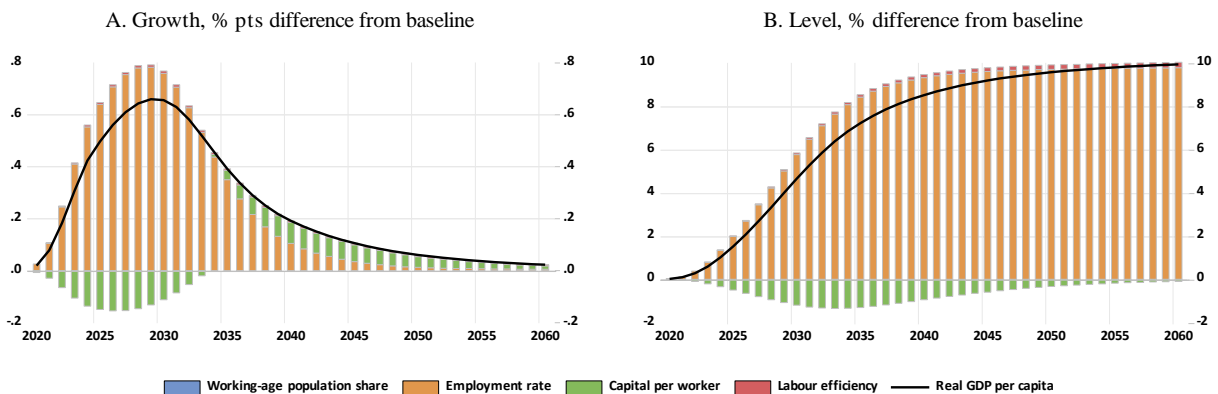 A. Growth, % pts difference from baseline
.8 .8
.6 .6
.4 .4
.2 .2
.0 .0
-.2 -.2
2020 2025 2030 2035 2040 2045 2050 2055 2060
B. Level, % difference from baseline
10 10
8 8
6 6
4 4
2 2
0 0
-2 -2
2020 2025 2030 2035 2040 2045 2050 2055 2060
Working-age population share Employment rate Capital per worker Labour efficiency Real GDP per capita